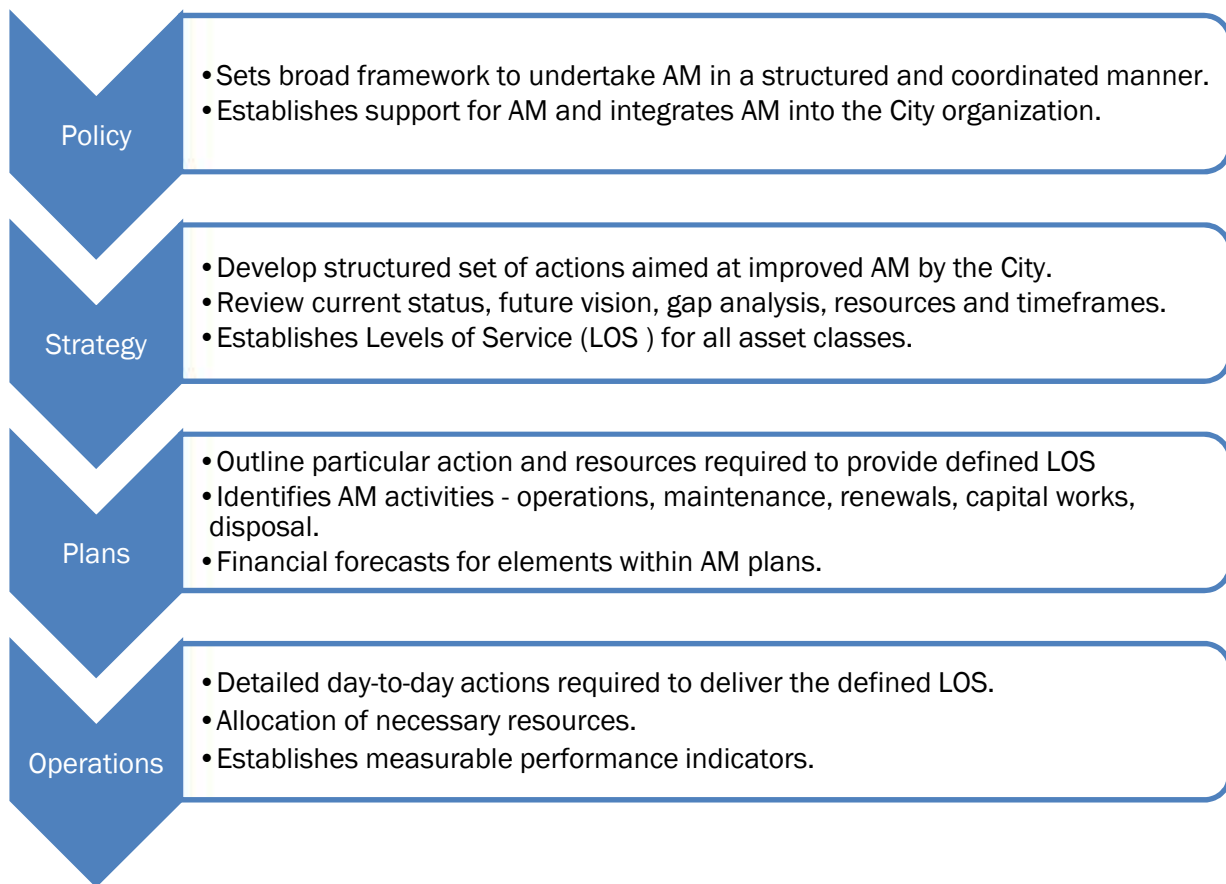 Policy
•Sets broad framework to undertake AM in a structured and coordinated manner.
•Establishes support for AM and integrates AM into the City organization.
Strategy
•Develop structured set of actions aimed at improved AM by the City.
•Review current status, future vision, gap analysis, resources and timeframes.
•Establishes Levels of Service (LOS ) for all asset classes.
Plans
•Outline particular action and resources required to provide defined LOS
•Identifies AM activities - operations, maintenance, renewals, capital works,
disposal.
•Financial forecasts for elements within AM plans.
Operations
•Detailed day-to-day actions required to deliver the defined LOS.
•Allocation of necessary resources.
•Establishes measurable performance indicators.